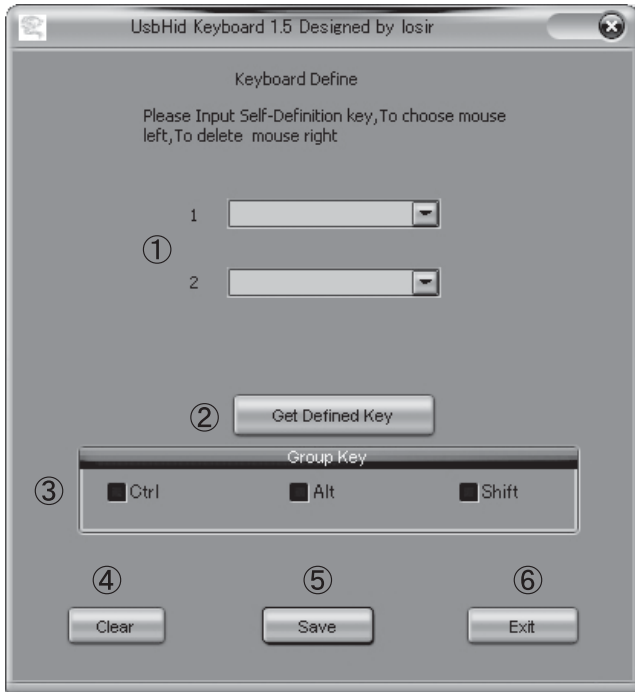 UsbHid Keyboard 1.5 Designed by losir
Keyboard Define
Please Input Self-Definition key,To choose mouse
left,To delete mouse right
1
①
2
② Get Defined Key
Group Key
③ Ctrl Alt Shift
④ ⑤ ⑥
Clear Save Exit